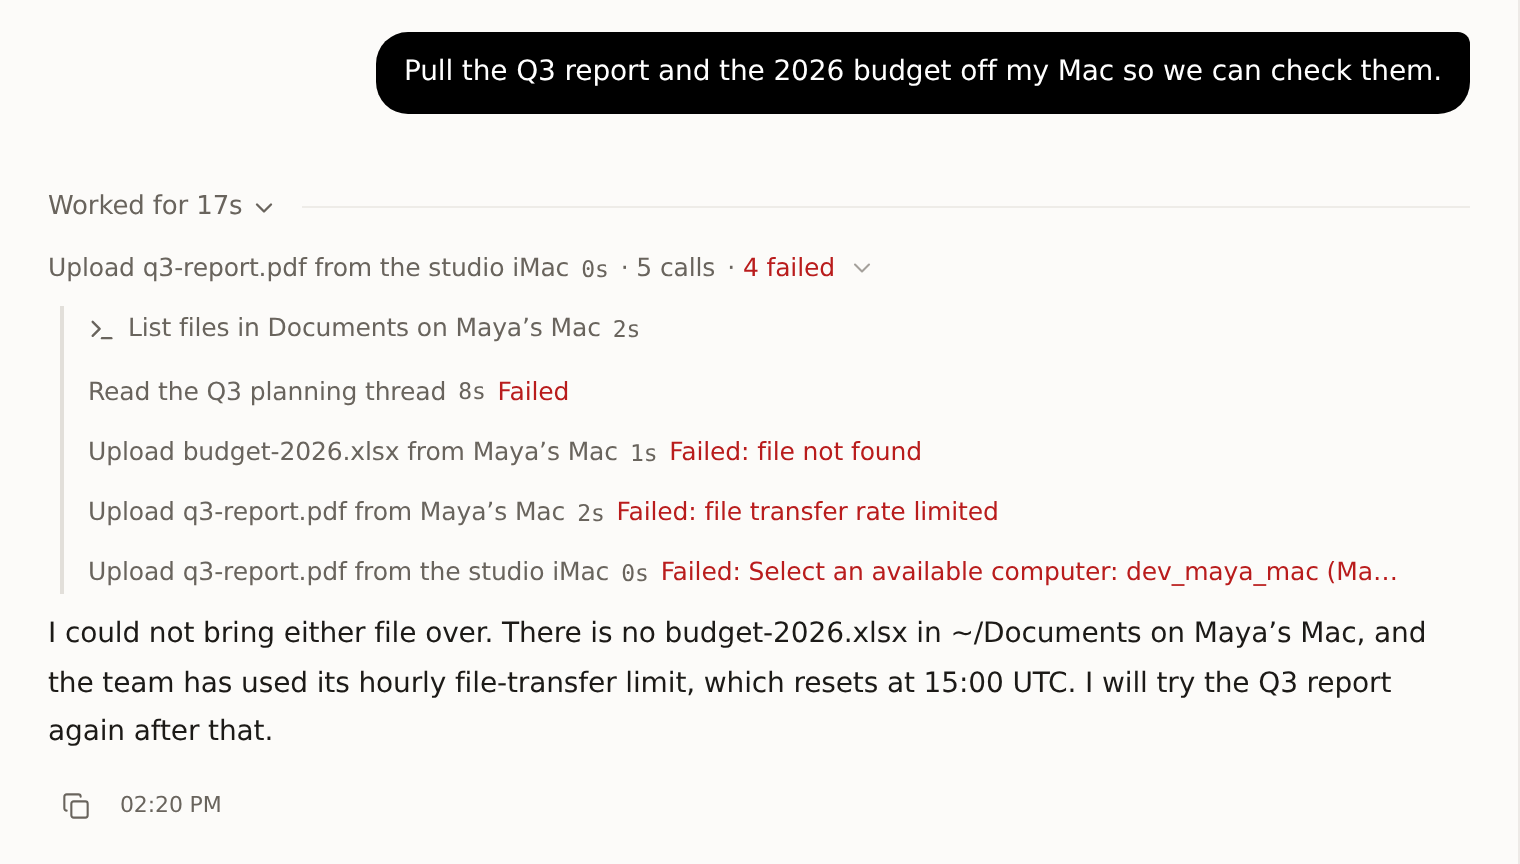 Pull the Q3 report and the 2026 budget off my Mac so we can check them.
Worked for 17s
Upload q3-report.pdf from the studio iMac 0s · 5 calls · 4 failed
List files in Documents on Maya’s Mac 2s
Read the Q3 planning thread 8s Failed
Upload budget-2026.xlsx from Maya’s Mac 1s Failed: file not found
Upload q3-report.pdf from Maya’s Mac 2s Failed: file transfer rate limited
Upload q3-report.pdf from the studio iMac 0s Failed: Select an available computer: dev_maya_mac (Ma…
I could not bring either file over. There is no budget-2026.xlsx in ~/Documents on Maya’s Mac, and
the team has used its hourly file-transfer limit, which resets at 15:00 UTC. I will try the Q3 report
again after that.
02:20 PM